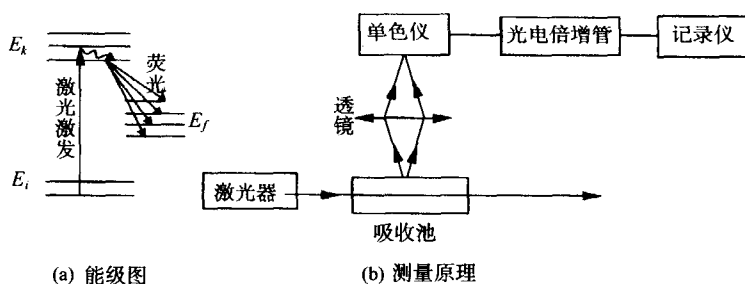 E_k
激光激发
荧光
E_f
E_i
(a) 能级图
单色仪
光电倍增管
记录仪
透镜
激光器
吸收池
(b) 测量原理